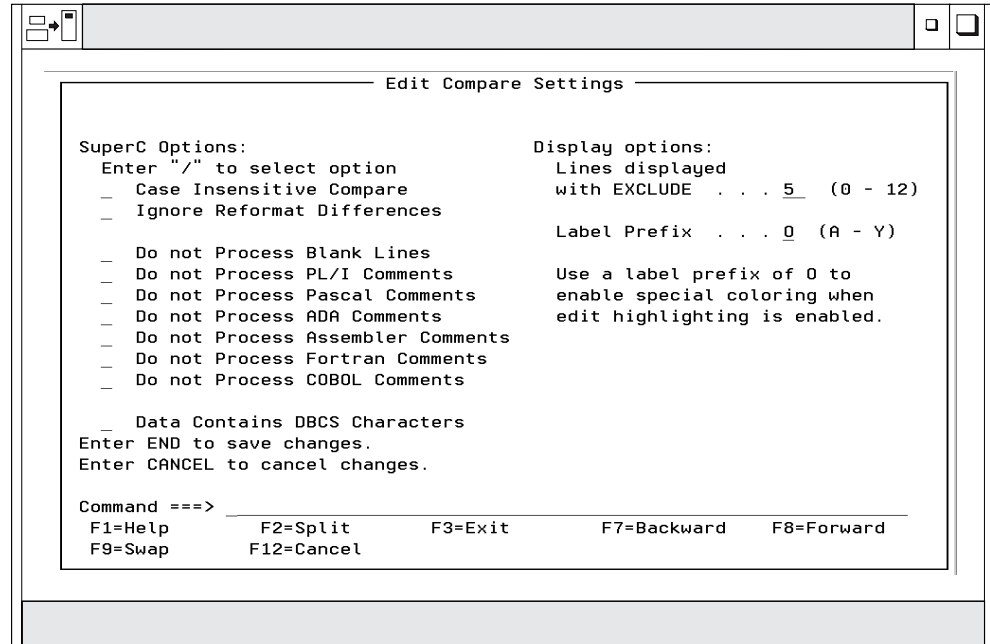 Edit Compare Settings
SuperC Options:                         Display options:
  Enter "/" to select option              Lines displayed
  _  Case Insensitive Compare             with EXCLUDE  . . . 5  (0 - 12)
  _  Ignore Reformat Differences
                                          Label Prefix  . . . O  (A - Y)
  _  Do not Process Blank Lines
  _  Do not Process PL/I Comments         Use a label prefix of O to
  _  Do not Process Pascal Comments       enable special coloring when
  _  Do not Process ADA Comments          edit highlighting is enabled.
  _  Do not Process Assembler Comments
  _  Do not Process Fortran Comments
  _  Do not Process COBOL Comments
  _  Data Contains DBCS Characters
Enter END to save changes.
Enter CANCEL to cancel changes.
Command ===> _
 F1=Help        F2=Split       F3=Exit        F7=Backward    F8=Forward
 F9=Swap       F12=Cancel